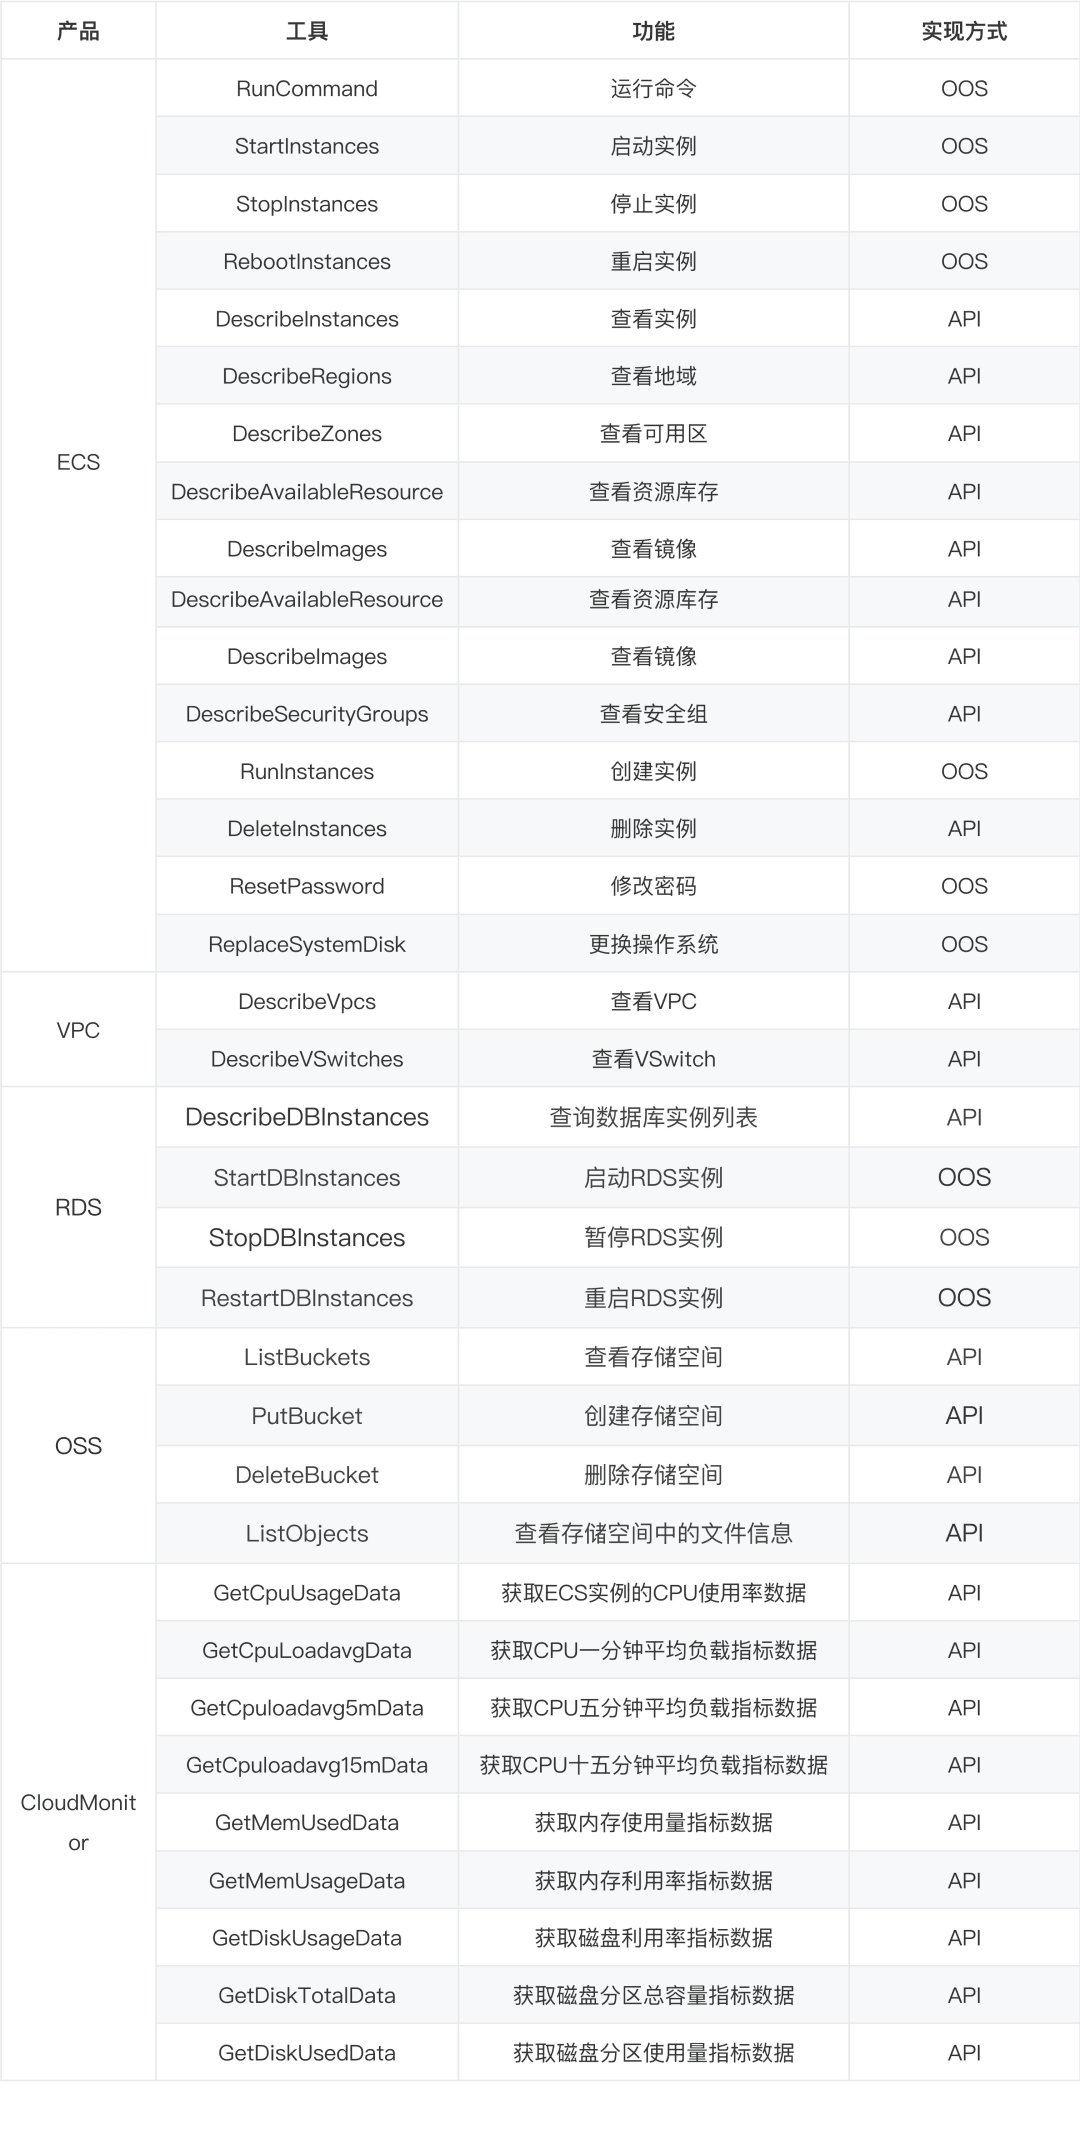 产品 工具 功能 实现方式
ECS
RunCommand 运行命令 OOS
StartInstances 启动实例 OOS
StopInstances 停止实例 OOS
RebootInstances 重启实例 OOS
DescribeInstances 查看实例 API
DescribeRegions 查看地域 API
DescribeZones 查看可用区 API
DescribeAvailableResource 查看资源库存 API
DescribeImages 查看镜像 API
DescribeAvailableResource 查看资源库存 API
DescribeImages 查看镜像 API
DescribeSecurityGroups 查看安全组 API
RunInstances 创建实例 OOS
DeleteInstances 删除实例 API
ResetPassword 修改密码 OOS
ReplaceSystemDisk 更换操作系统 OOS
VPC
DescribeVpcs 查看VPC API
DescribeVSwitches 查看VSwitch API
RDS
DescribeDBInstances 查询数据库实例列表 API
StartDBInstances 启动RDS实例 OOS
StopDBInstances 暂停RDS实例 OOS
RestartDBInstances 重启RDS实例 OOS
OSS
ListBuckets 查看存储空间 API
PutBucket 创建存储空间 API
DeleteBucket 删除存储空间 API
ListObjects 查看存储空间中的文件信息 API
CloudMonit
or
GetCpuUsageData 获取ECS实例的CPU使用率数据 API
GetCpuLoadavgData 获取CPU一分钟平均负载指标数据 API
GetCpuloadavg5mData 获取CPU五分钟平均负载指标数据 API
GetCpuloadavg15mData 获取CPU十五分钟平均负载指标数据 API
GetMemUsedData 获取内存使用量指标数据 API
GetMemUsageData 获取内存利用率指标数据 API
GetDiskUsageData 获取磁盘利用率指标数据 API
GetDiskTotalData 获取磁盘分区总容量指标数据 API
GetDiskUsedData 获取磁盘分区使用量指标数据 API